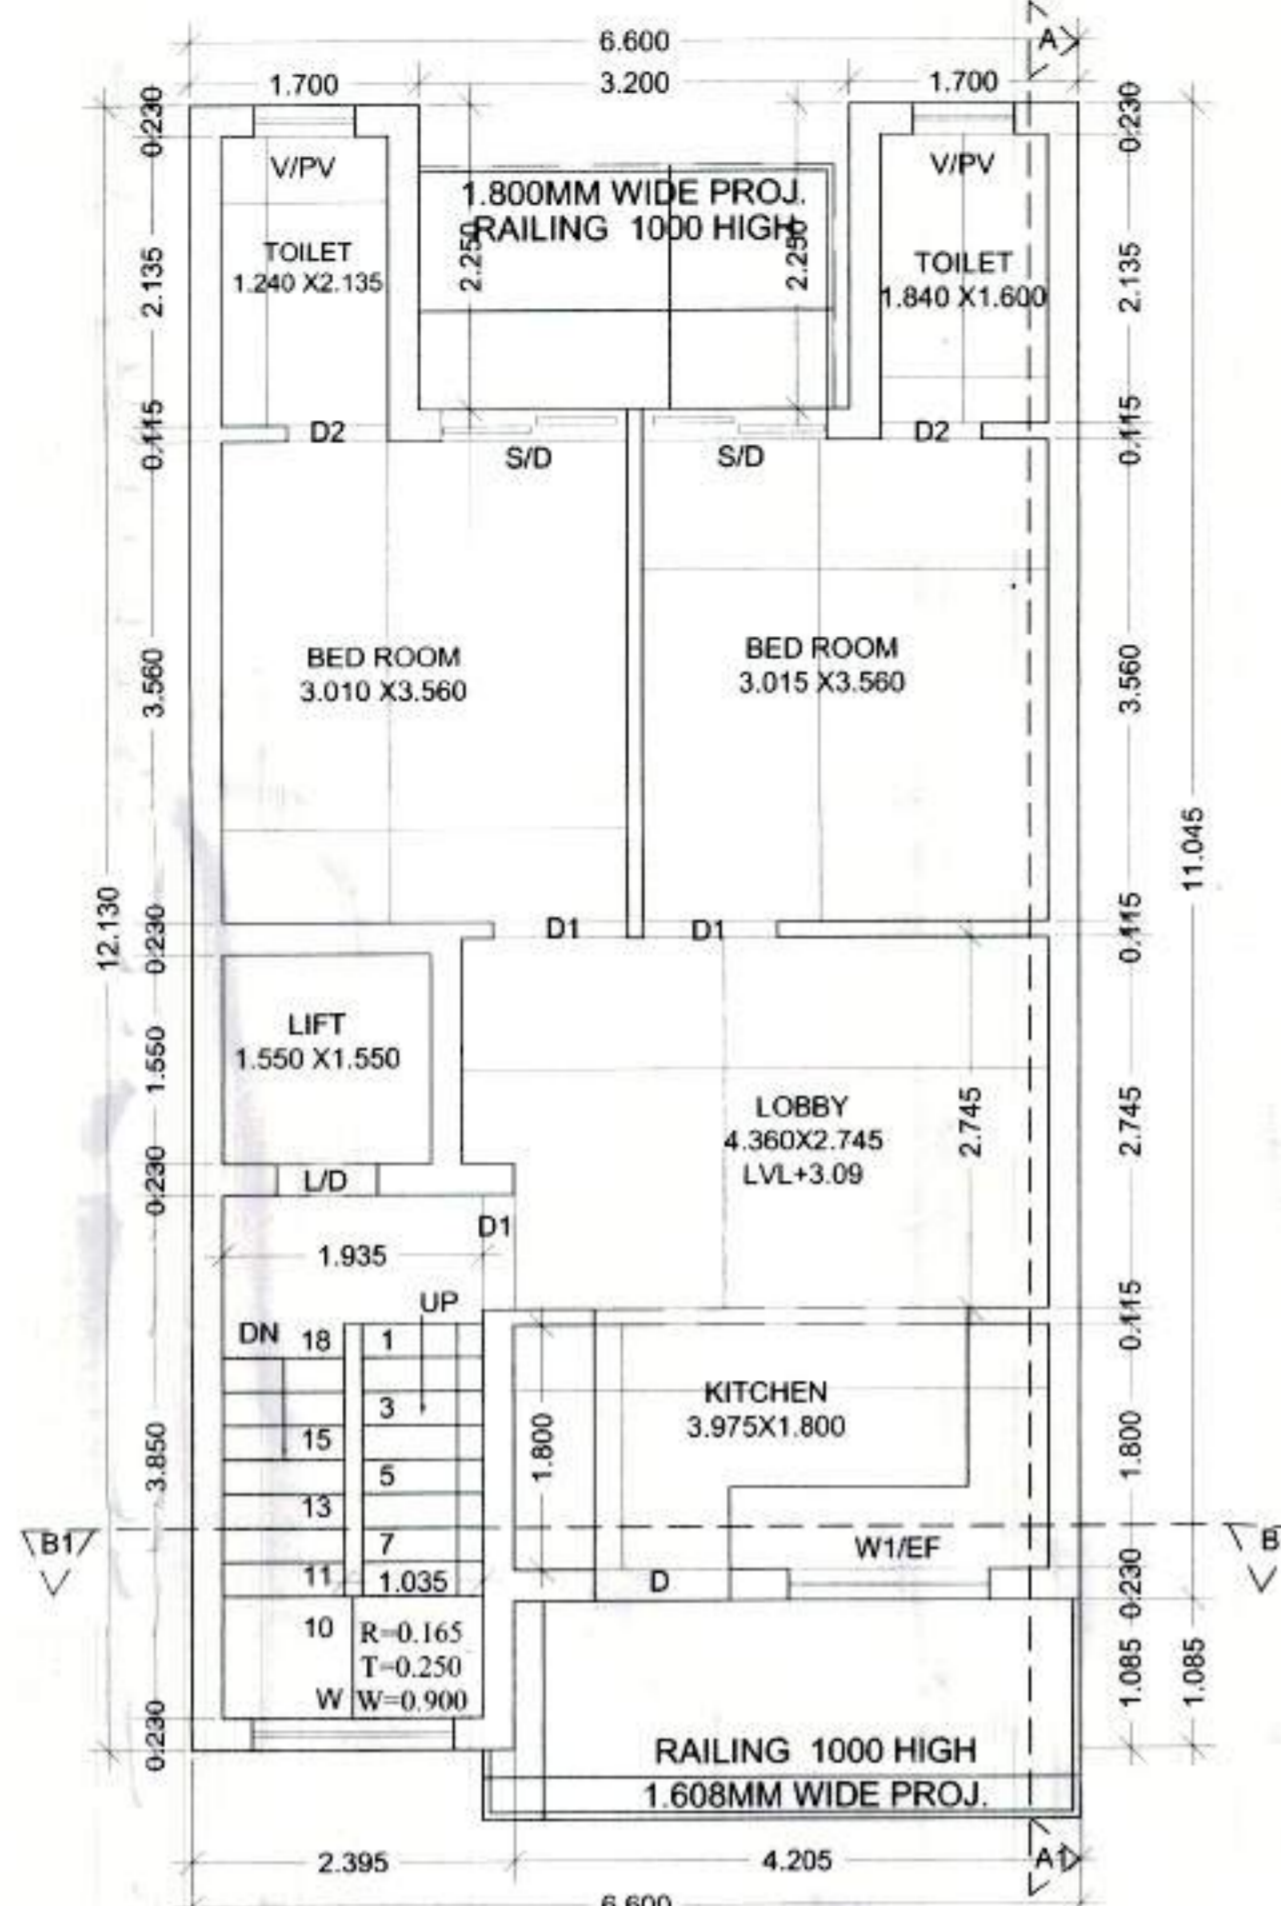 6.600
A
1.700
3.200
1.700
0.230
V/PV
V/PV
0.230
1.800MM WIDE PROJ.
RAILING 1000 HIGH
2.250
2.250
2.135
TOILET
1.240 X2.135
TOILET
1.840 X1.600
2.135
0.115
D2
D2
0.115
S/D
S/D
3.560
BED ROOM
3.010 X3.560
BED ROOM
3.015 X3.560
3.560
11.045
12.130
0.230
D1
D1
0.115
LIFT
1.550 X1.550
1.550
LOBBY
4.360X2.745
LVL+3.09
2.745
2.745
0.230
L/D
D1
1.935
UP
DN
18
1
0.115
3
15
5
13
7
11
1.035
3.850
KITCHEN
3.975X1.800
1.800
1.800
B1
W1/EF
B
D
0.230
10
R=0.165
T=0.250
W=0.900
W
0.230
1.085
1.085
RAILING 1000 HIGH
1.608MM WIDE PROJ.
2.395
4.205
A1
6.600